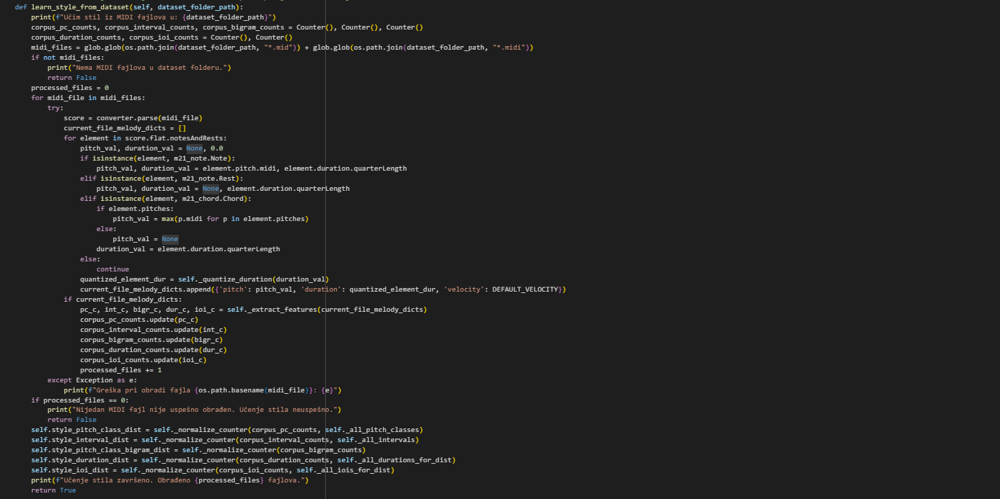 def learn_style_from_dataset(self, dataset_folder_path):
    print(f"Učim stil iz MIDI fajlova u: {dataset_folder_path}")
    corpus_pc_counts, corpus_interval_counts, corpus_bigram_counts = Counter(), Counter(), Counter()
    corpus_duration_counts, corpus_ioi_counts = Counter(), Counter()
    midi_files = glob.glob(os.path.join(dataset_folder_path, "*.mid")) + glob.glob(os.path.join(dataset_folder_path, "*.midi"))
    if not midi_files:
        print("Nema MIDI fajlova u dataset folderu.")
        return False
    processed_files = 0
    for midi_file in midi_files:
        try:
            score = converter.parse(midi_file)
            current_file_melody_dicts = []
            for element in score.flat.notesAndRests:
                pitch_val, duration_val = None, 0.0
                if isinstance(element, m21_note.Note):
                    pitch_val, duration_val = element.pitch.midi, element.duration.quarterLength
                elif isinstance(element, m21_note.Rest):
                    pitch_val, duration_val = None, element.duration.quarterLength
                elif isinstance(element, m21_chord.Chord):
                    if element.pitches:
                        pitch_val = max(p.midi for p in element.pitches)
                    else:
                        pitch_val = None
                    duration_val = element.duration.quarterLength
                else:
                    continue
                quantized_element_dur = self._quantize_duration(duration_val)
                current_file_melody_dicts.append({'pitch': pitch_val, 'duration': quantized_element_dur, 'velocity': DEFAULT_VELOCITY})
            if current_file_melody_dicts:
                pc_c, int_c, bigr_c, dur_c, ioi_c = self._extract_features(current_file_melody_dicts)
                corpus_pc_counts.update(pc_c)
                corpus_interval_counts.update(int_c)
                corpus_bigram_counts.update(bigr_c)
                corpus_duration_counts.update(dur_c)
                corpus_ioi_counts.update(ioi_c)
                processed_files += 1
        except Exception as e:
            print(f"Greška pri obradi fajla {os.path.basename(midi_file)}: {e}")
    if processed_files == 0:
        print("Nijedan MIDI fajl nije uspešno obrađen. Učenje stila neuspešno.")
        return False
    self.style_pitch_class_dist = self._normalize_counter(corpus_pc_counts, self._all_pitch_classes)
    self.style_interval_dist = self._normalize_counter(corpus_interval_counts, self._all_intervals)
    self.style_pitch_class_bigram_dist = self._normalize_counter(corpus_bigram_counts)
    self.style_duration_dist = self._normalize_counter(corpus_duration_counts, self._all_durations_for_dist)
    self.style_ioi_dist = self._normalize_counter(corpus_ioi_counts, self._all_iois_for_dist)
    print(f"Učenje stila završeno. Obrađeno {processed_files} fajlova.")
    return True